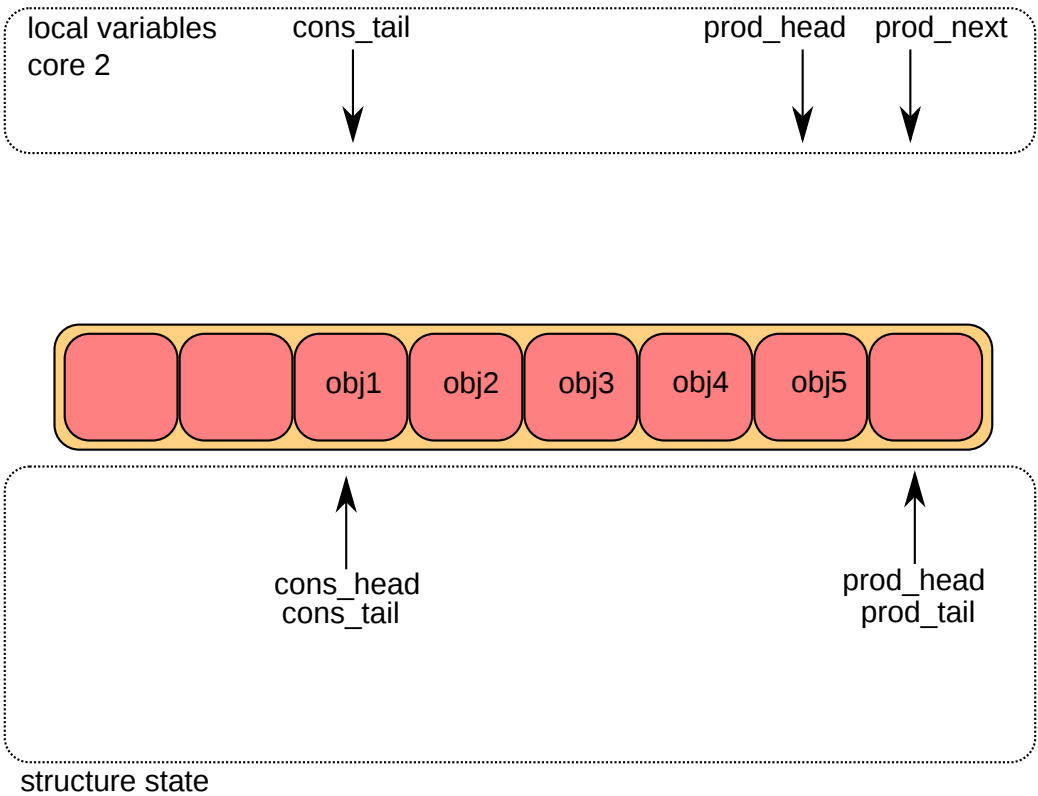 local variables
core 2
cons_tail
prod_head
prod_next
obj1
obj2
obj3
obj4
obj5
cons_head
cons_tail
prod_head
prod_tail
structure state